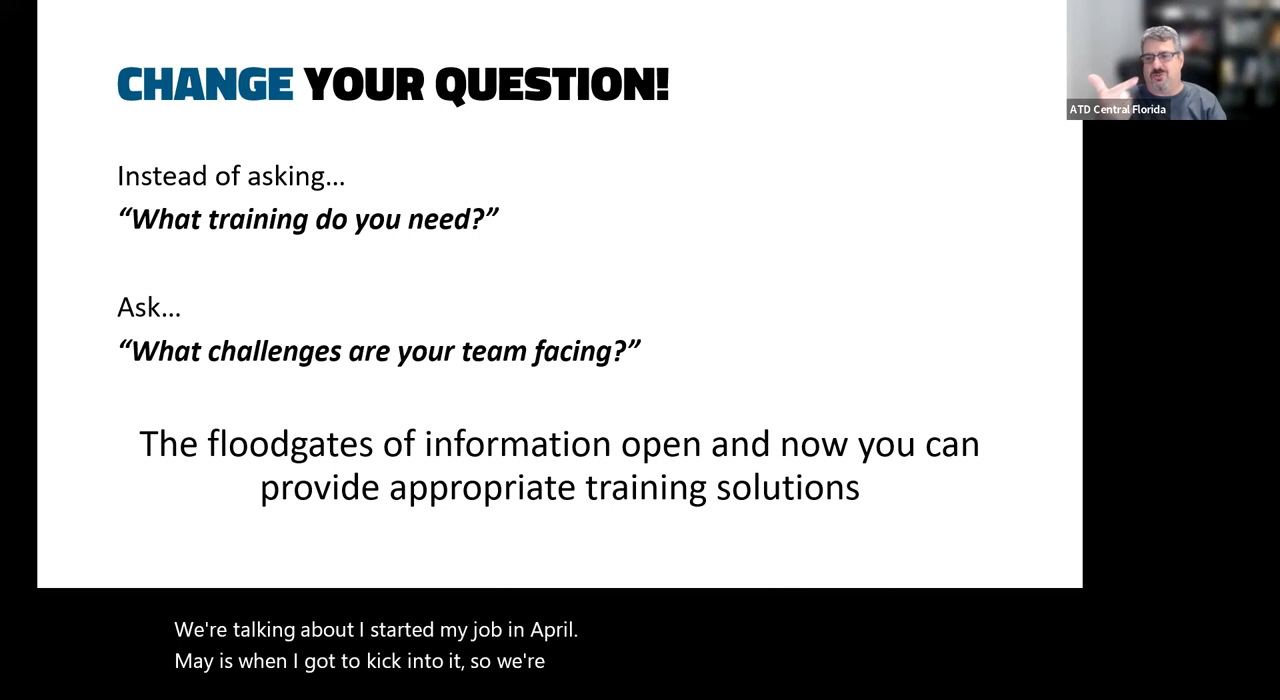 CHANGE YOUR QUESTION!
ATD Central Florida
Instead of asking…
“What training do you need?”
Ask…
“What challenges are your team facing?”
The floodgates of information open and now you can
provide appropriate training solutions
We're talking about I started my job in April.
May is when I got to kick into it, so we're